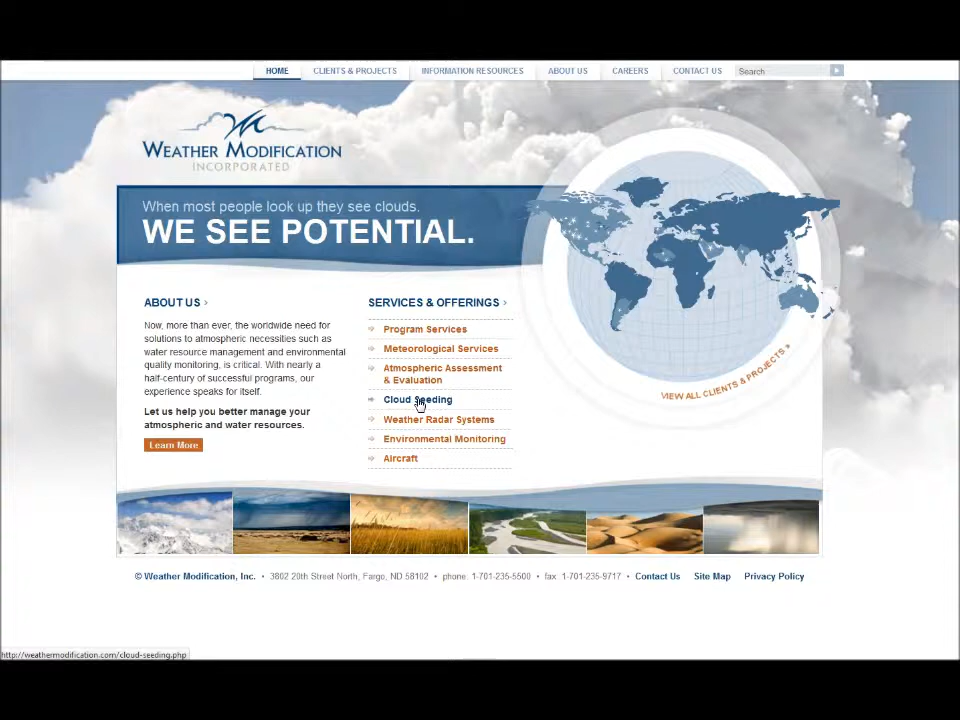 HOME CLIENTS & PROJECTS INFORMATION RESOURCES ABOUT US CAREERS CONTACT US Search
WEATHER MODIFICATION
INCORPORATED
When most people look up they see clouds.
WE SEE POTENTIAL.
ABOUT US ›
Now, more than ever, the worldwide need for
solutions to atmospheric necessities such as
water resource management and environmental
quality monitoring, is critical. With nearly a
half-century of successful programs, our
experience speaks for itself.
Let us help you better manage your
atmospheric and water resources.
Learn More
SERVICES & OFFERINGS ›
Program Services
Meteorological Services
Atmospheric Assessment
& Evaluation
Cloud Seeding
Weather Radar Systems
Environmental Monitoring
Aircraft
VIEW ALL CLIENTS & PROJECTS »
© Weather Modification, Inc. • 3802 20th Street North, Fargo, ND 58102 • phone: 1-701-235-5500 • fax: 1-701-235-9717 • Contact Us Site Map Privacy Policy
http://weathermodification.com/cloud-seeding.php